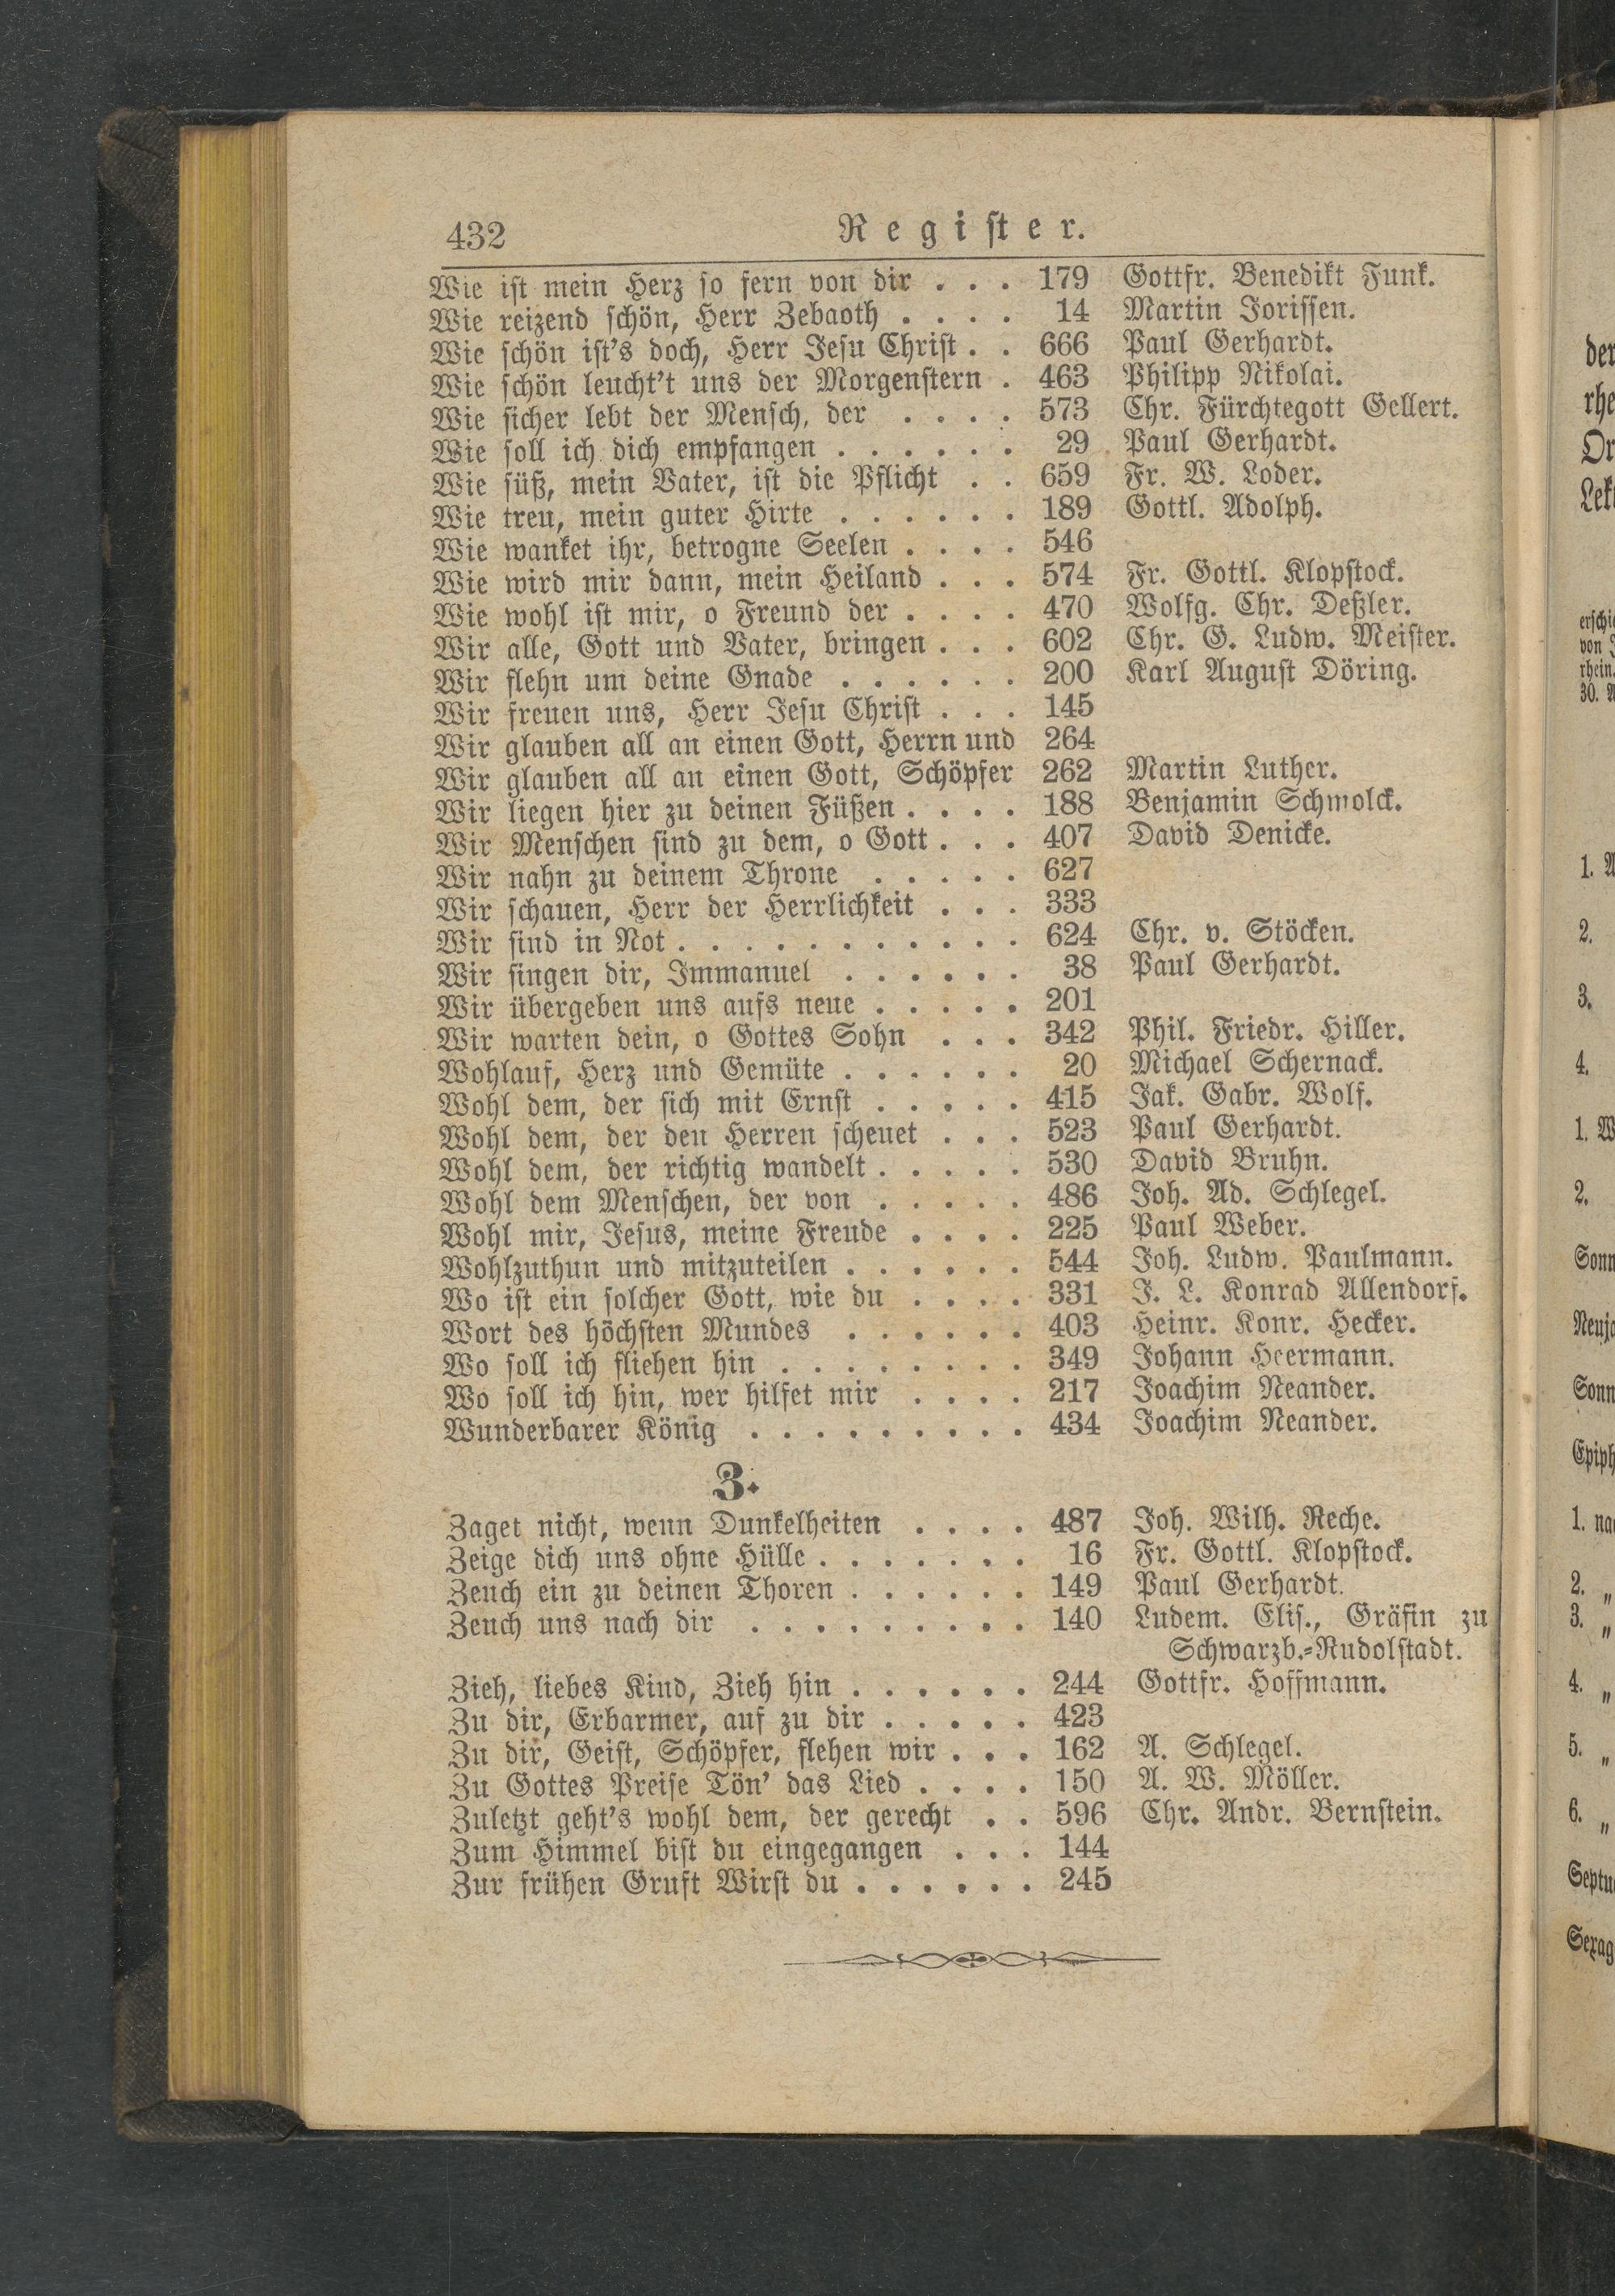 432 Register.
Wie ist mein Herz so fern von dir . . . 179 Gottfr. Benedikt Funk.
Wie reizend schön, Herr Zebaoth . . . . 14 Martin Jorissen.
Wie schön ist's doch, Herr Jesu Christ . . 666 Paul Gerhardt.
Wie schön leucht't uns der Morgenstern . 463 Philipp Nikolai.
Wie sicher lebt der Mensch, der . . . . 573 Chr. Fürchtegott Gellert.
Wie soll ich dich empfangen . . . . . . 29 Paul Gerhardt.
Wie süß, mein Vater, ist die Pflicht . . 659 Fr. W. Loder.
Wie treu, mein guter Hirte . . . . . . 189 Gottl. Adolph.
Wie wanket ihr, betrogne Seelen . . . . 546
Wie wird mir dann, mein Heiland . . . 574 Fr. Gottl. Klopstock.
Wie wohl ist mir, o Freund der . . . . 470 Wolfg. Chr. Deßler.
Wir alle, Gott und Vater, bringen . . . 602 Chr. G. Ludw. Meister.
Wir flehn um deine Gnade . . . . . . 200 Karl August Döring.
Wir freuen uns, Herr Jesu Christ . . . 145
Wir glauben all an einen Gott, Herrn und 264
Wir glauben all an einen Gott, Schöpfer 262 Martin Luther.
Wir liegen hier zu deinen Füßen . . . . 188 Benjamin Schmolck.
Wir Menschen sind zu dem, o Gott . . . 407 David Denicke.
Wir nahn zu deinem Throne . . . . . 627
Wir schauen, Herr der Herrlichkeit . . . 333
Wir sind in Not . . . . . . . . . . . 624 Chr. v. Stöcken.
Wir singen dir, Immanuel . . . . . . 38 Paul Gerhardt.
Wir übergeben uns aufs neue . . . . . 201
Wir warten dein, o Gottes Sohn . . . 342 Phil. Friedr. Hiller.
Wohlauf, Herz und Gemüte . . . . . . 20 Michael Schernack.
Wohl dem, der sich mit Ernst . . . . . 415 Jak. Gabr. Wolf.
Wohl dem, der den Herren scheuet . . . 523 Paul Gerhardt.
Wohl dem, der richtig wandelt . . . . . 530 David Bruhn.
Wohl dem Menschen, der von . . . . . 486 Joh. Ad. Schlegel.
Wohl mir, Jesus, meine Freude . . . . 225 Paul Weber.
Wohlzuthun und mitzuteilen . . . . . . 544 Joh. Ludw. Paulmann.
Wo ist ein solcher Gott, wie du . . . . 331 J. L. Konrad Allendorf.
Wort des höchsten Mundes . . . . . . 403 Heinr. Konr. Hecker.
Wo soll ich fliehen hin . . . . . . . . 349 Johann Heermann.
Wo soll ich hin, wer hilfet mir . . . . 217 Joachim Neander.
Wunderbarer König . . . . . . . . . 434 Joachim Neander.
Z.
Zaget nicht, wenn Dunkelheiten . . . . 487 Joh. Wilh. Reche.
Zeige dich uns ohne Hülle . . . . . . . 16 Fr. Gottl. Klopstock.
Zeuch ein zu deinen Thoren . . . . . . 149 Paul Gerhardt.
Zeuch uns nach dir . . . . . . . . . 140 Ludem. Elis., Gräfin zu
Schwarzb.-Rudolstadt.
Zieh, liebes Kind, Zieh hin . . . . . . 244 Gottfr. Hoffmann.
Zu dir, Erbarmer, auf zu dir . . . . . 423
Zu dir, Geist, Schöpfer, flehen wir . . . 162 A. Schlegel.
Zu Gottes Preise Tön' das Lied . . . . 150 A. W. Möller.
Zuletzt geht's wohl dem, der gerecht . . 596 Chr. Andr. Bernstein.
Zum Himmel bist du eingegangen . . . 144
Zur frühen Gruft Wirst du . . . . . . 245